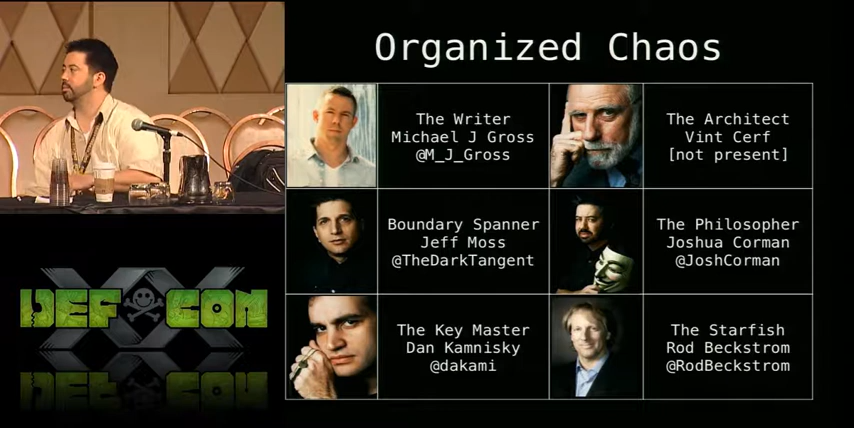 Organized Chaos
The Writer
Michael J Gross
@M_J_Gross
The Architect
Vint Cerf
[not present]
Boundary Spanner
Jeff Moss
@TheDarkTangent
The Philosopher
Joshua Corman
@JoshCorman
The Key Master
Dan Kamnisky
@dakami
The Starfish
Rod Beckstrom
@RodBeckstrom
XX
DEF CON